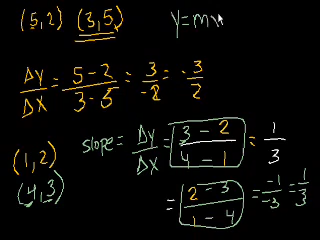 (5,2) (3,5) y=mx
ΔY/ΔX = 5-2/3-5 = 3/-2 = -3/2
slope = ΔY/ΔX = 3-2/4-1 = 1/3
(1,2)
(4,3)
= 2-3/1-4 = -1/-3 = 1/3